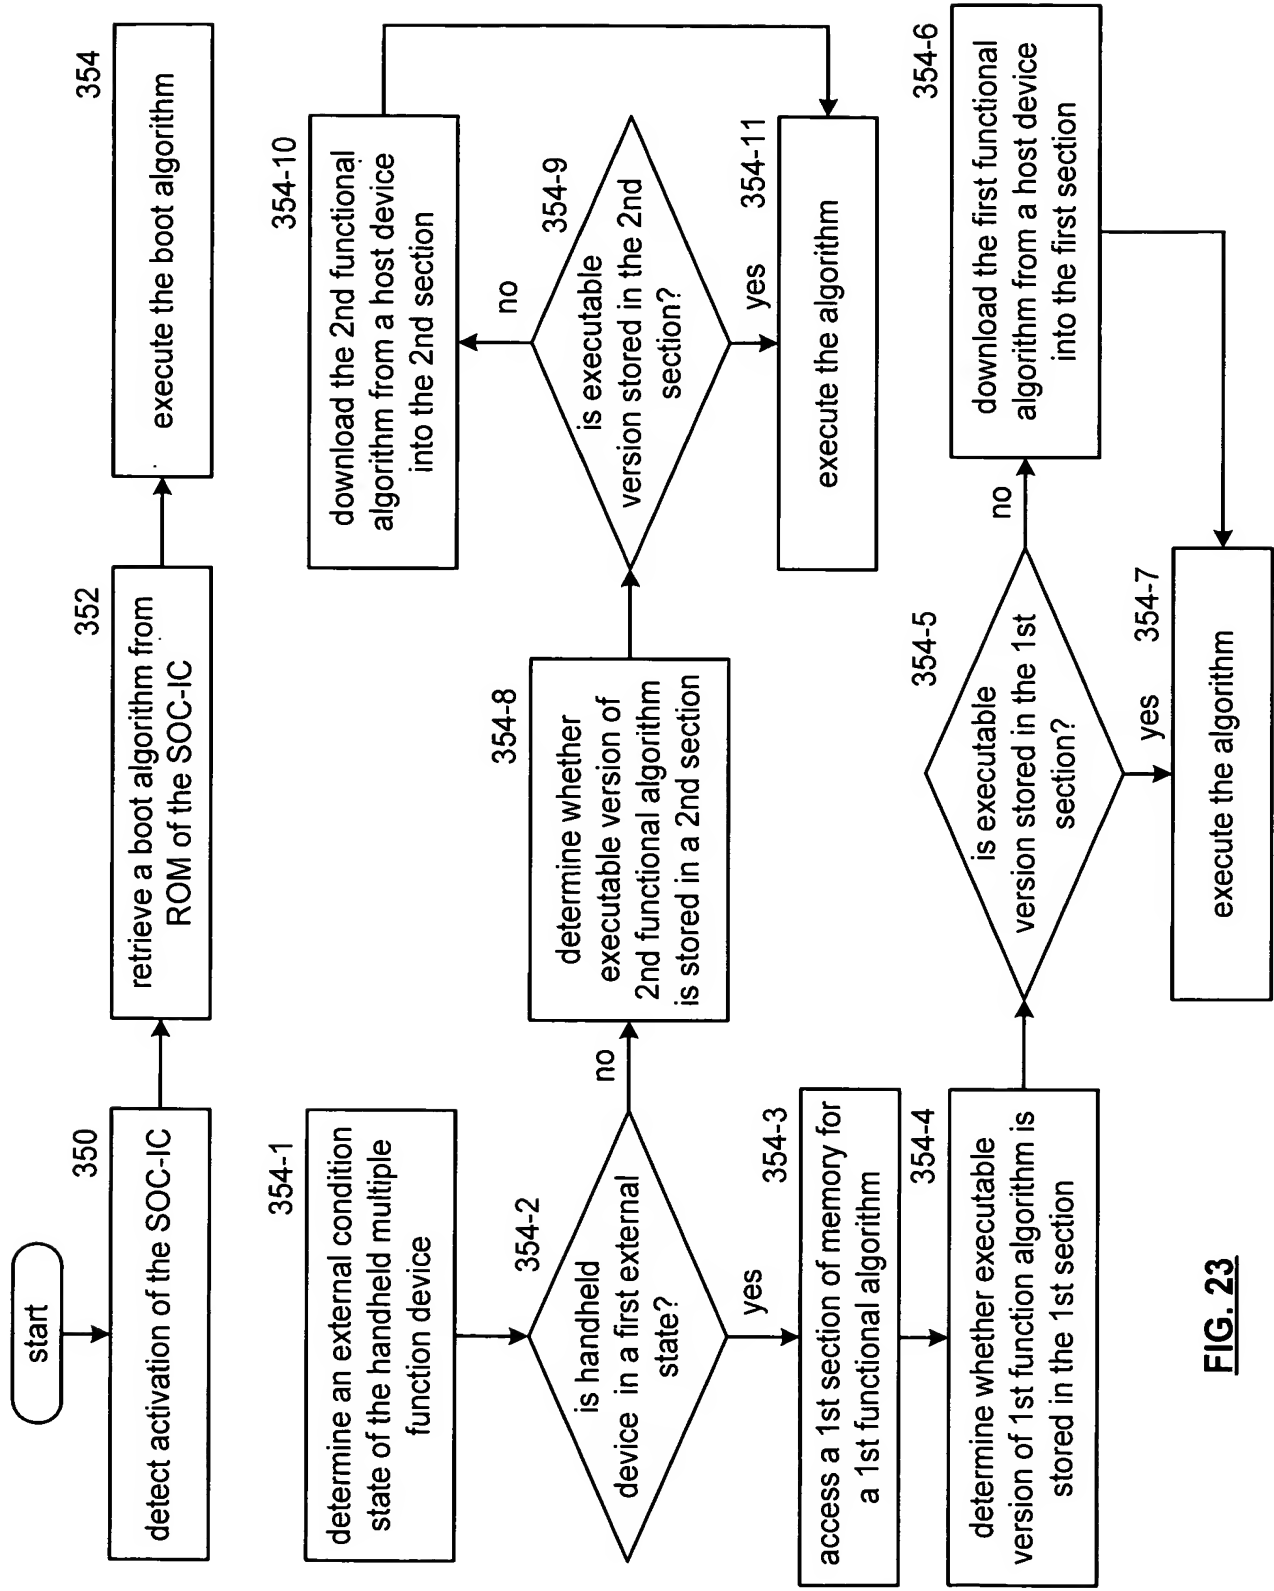 start
350
detect activation of the SOC-IC
352
retrieve a boot algorithm from
ROM of the SOC-IC
354
execute the boot algorithm
354-1
determine an external condition
state of the handheld multiple
function device
354-2
is handheld
device in a first external
state?
no
yes
354-8
determine whether
executable version of
2nd functional algorithm
is stored in a 2nd section
354-9
is executable
version stored in the 2nd
section?
no
yes
354-10
download the 2nd functional
algorithm from a host device
into the 2nd section
354-11
execute the algorithm
354-3
access a 1st section of memory for
a 1st functional algorithm
354-4
determine whether executable
version of 1st function algorithm is
stored in the 1st section
354-5
is executable
version stored in the 1st
section?
no
yes
354-6
download the first functional
algorithm from a host device
into the first section
354-7
execute the algorithm
FIG. 23